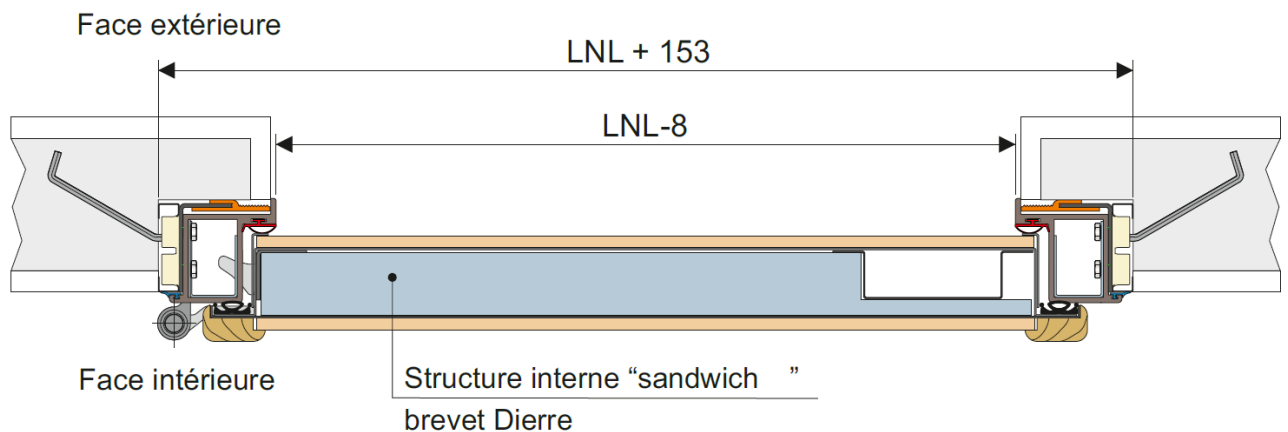 Face extérieure
LNL + 153
LNL-8
Face intérieure
Structure interne “sandwich ”
brevet Dierre